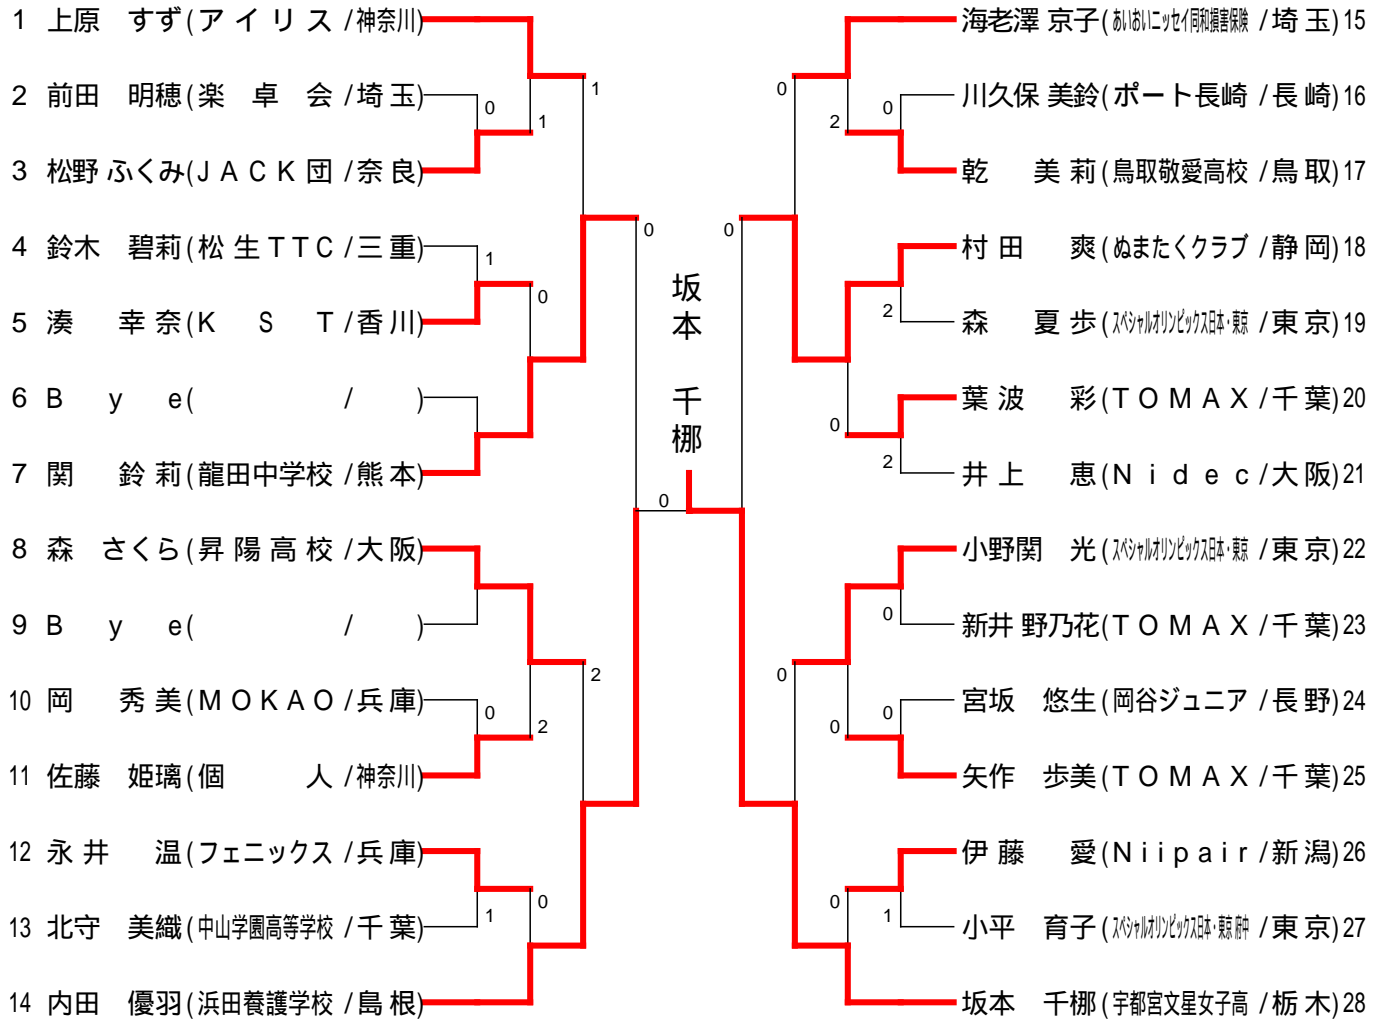 1 上原 すず(アイリス/神奈川)
2 前田 明穂(楽卓会/埼玉)
3 松野 ふくみ(JACK団/奈良)
4 鈴木 碧莉(松生TTC/三重)
5 湊 幸奈(KST/香川)
6 Bye( / )
7 関 鈴莉(龍田中学校/熊本)
8 森 さくら(昇陽高校/大阪)
9 Bye( / )
10 岡 秀美(MOKAO/兵庫)
11 佐藤 姫璃(個人/神奈川)
12 永井 温(フェニックス/兵庫)
13 北守 美織(中山学園高等学校/千葉)
14 内田 優羽(浜田養護学校/島根)
0
1
1
1
0
0
0
2
2
1
0
坂本 千梛
0
0
0
2
0
2
0
2
0
0
0
0
0
1
海老澤 京子(あいおいニッセイ同和損害保険/埼玉)15
川久保 美鈴(ポート長崎/長崎)16
乾 美莉(鳥取敬愛高校/鳥取)17
村田 爽(ぬまたくクラブ/静岡)18
森 夏歩(スペシャルオリンピックス日本・東京/東京)19
葉波 彩(TOMAX/千葉)20
井上 恵(Nidec/大阪)21
小野関 光(スペシャルオリンピックス日本・東京/東京)22
新井 野乃花(TOMAX/千葉)23
宮坂 悠生(岡谷ジュニア/長野)24
矢作 歩美(TOMAX/千葉)25
伊藤 愛(Niipair/新潟)26
小平 育子(スペシャルオリンピックス日本・東京 府中/東京)27
坂本 千梛(宇都宮文星女子高/栃木)28